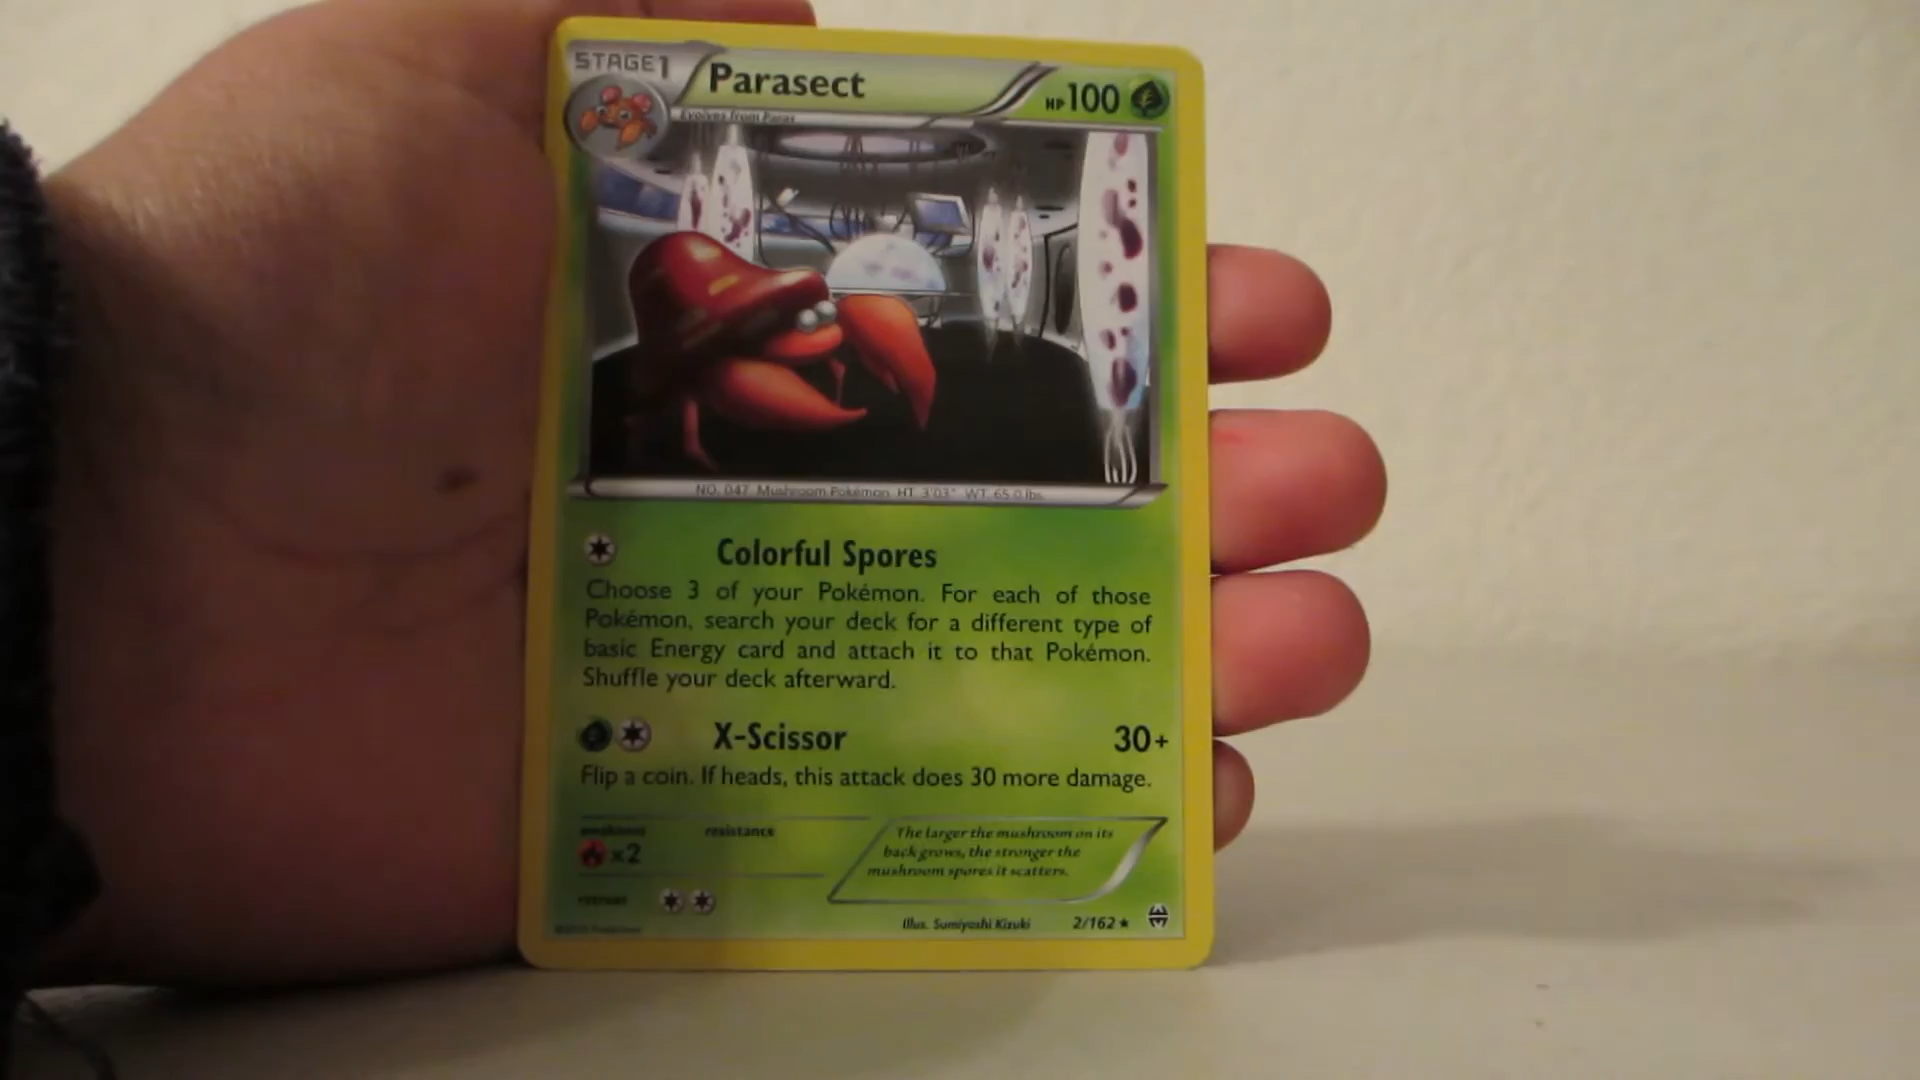 STAGE1
Parasect
HP100
Evolves from Paras
NO. 047 Mushroom Pokémon HT. 3'03" WT. 65.0 lbs.
Colorful Spores
Choose 3 of your Pokémon. For each of those
Pokémon, search your deck for a different type of
basic Energy card and attach it to that Pokémon.
Shuffle your deck afterward.
X-Scissor 30+
Flip a coin. If heads, this attack does 30 more damage.
weakness resistance
x2
The larger the mushroom on its
back grows, the stronger the
mushroom spores it scatters.
retreat
Illus. Sumiyoshi Kizuki 2/162